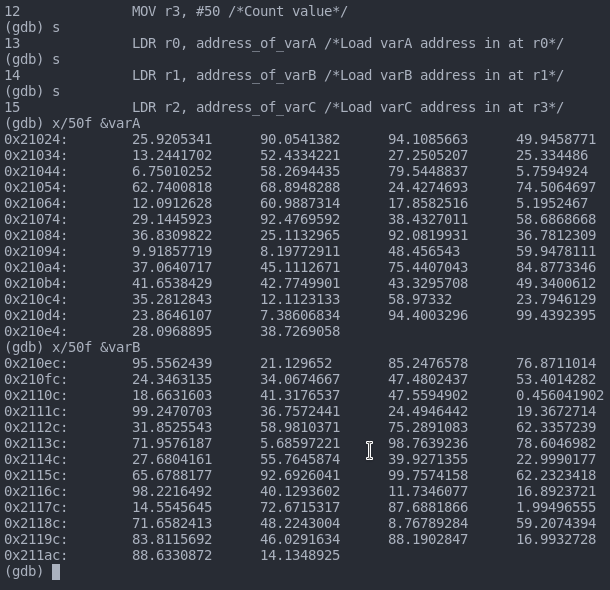 12              MOV r3, #50 /*Count value*/
(gdb) s
13              LDR r0, address_of_varA /*Load varA address in at r0*/
(gdb) s
14              LDR r1, address_of_varB /*Load varB address in at r1*/
(gdb) s
15              LDR r2, address_of_varC /*Load varC address in at r3*/
(gdb) x/50f &varA
0x21024:        25.9205341      90.0541382      94.1085663      49.9458771
0x21034:        13.2441702      52.4334221      27.2505207      25.334486
0x21044:        6.75010252      58.2694435      79.5448837      5.7594924
0x21054:        62.7400818      68.8948288      24.4274693      74.5064697
0x21064:        12.0912628      60.9887314      17.8582516      5.1952467
0x21074:        29.1445923      92.4769592      38.4327011      58.6868668
0x21084:        36.8309822      25.1132965      92.0819931      36.7812309
0x21094:        9.91857719      8.19772911      48.456543       59.9478111
0x210a4:        37.0640717      45.1112671      75.4407043      84.8773346
0x210b4:        41.6538429      42.7749901      43.3295708      49.3400612
0x210c4:        35.2812843      12.1123133      58.97332        23.7946129
0x210d4:        23.8646107      7.38606834      94.4003296      99.4392395
0x210e4:        28.0968895      38.7269058
(gdb) x/50f &varB
0x210ec:        95.5562439      21.129652       85.2476578      76.8711014
0x210fc:        24.3463135      34.0674667      47.4802437      53.4014282
0x2110c:        18.6631603      41.3176537      47.5594902      0.456041902
0x2111c:        99.2470703      36.7572441      24.4946442      19.3672714
0x2112c:        31.8525543      58.9810371      75.2891083      62.3357239
0x2113c:        71.9576187      5.68597221      98.7639236      78.6046982
0x2114c:        27.6804161      55.7645874      39.9271355      22.9990177
0x2115c:        65.6788177      92.6926041      99.7574158      62.2323418
0x2116c:        98.2216492      40.1293602      11.7346077      16.8923721
0x2117c:        14.5545645      72.6715317      87.6881866      1.99496555
0x2118c:        71.6582413      48.2243004      8.76789284      59.2074394
0x2119c:        83.8115692      46.0291634      88.1902847      16.9932728
0x211ac:        88.6330872      14.1348925
(gdb)